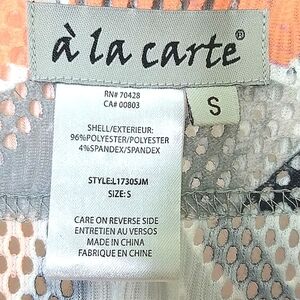 à la carte®
S
RN# 70428
CA# 00803
SHELL/EXTERIEUR:
96%POLYESTER/POLYESTER
4%SPANDEX/SPANDEX
STYLE:L17305JM
SIZE: S
CARE ON REVERSE SIDE
ENTRETIEN AU VERSOS
MADE IN CHINA
FABRIQUE EN CHINE